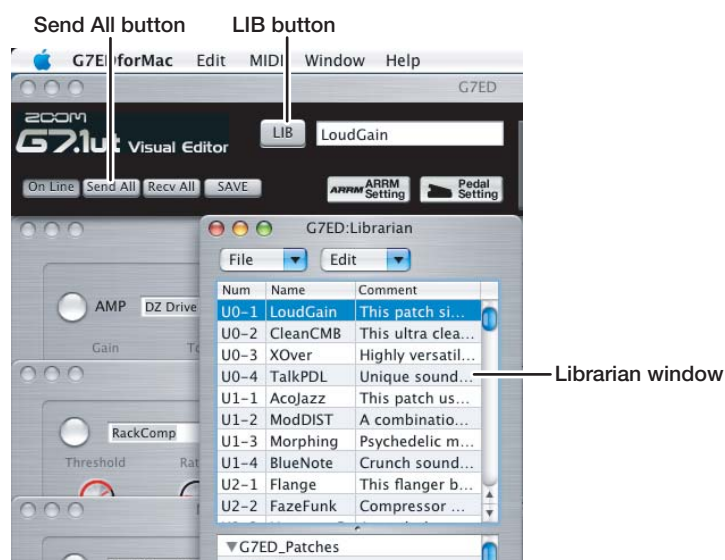 Send All button LIB button
G7EDforMac Edit MIDI Window Help
G7ED
ZOOM
G7.1ut Visual Editor
LIB LoudGain
On Line Send All Recv All SAVE
ARRM ARRM Setting Pedal Setting
G7ED:Librarian
File Edit
Num Name Comment
U0-1 LoudGain This patch si...
U0-2 CleanCMB This ultra clea...
U0-3 XOver Highly versatil...
U0-4 TalkPDL Unique sound...
U1-1 AcoJazz This patch us...
U1-2 ModDIST A combinatio...
U1-3 Morphing Psychedelic m...
U1-4 BlueNote Crunch sound...
U2-1 Flange This flanger b...
U2-2 FazeFunk Compressor ...
G7ED_Patches
AMP DZ Drive
Gain
RackComp
Threshold
Librarian window